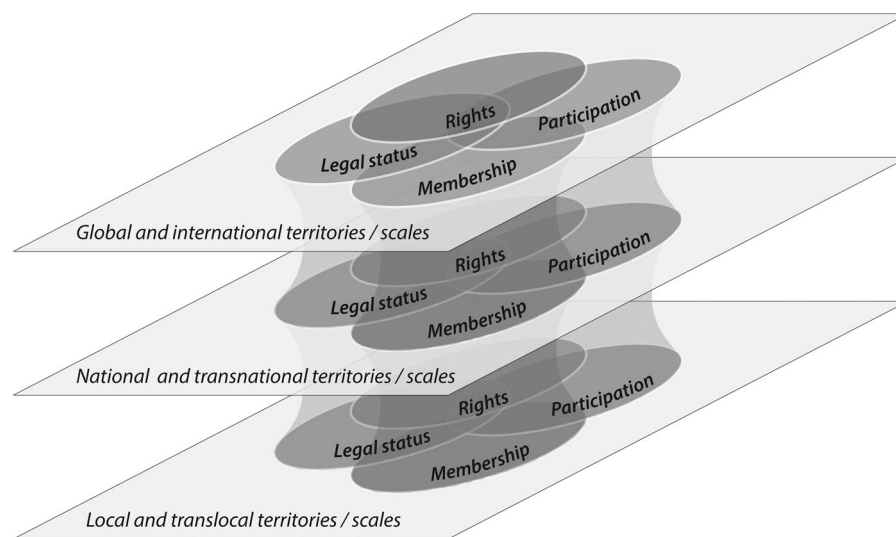 Rights
Participation
Legal status
Membership
Global and international territories / scales
Rights
Participation
Legal status
Membership
National and transnational territories / scales
Rights
Participation
Legal status
Membership
Local and translocal territories / scales